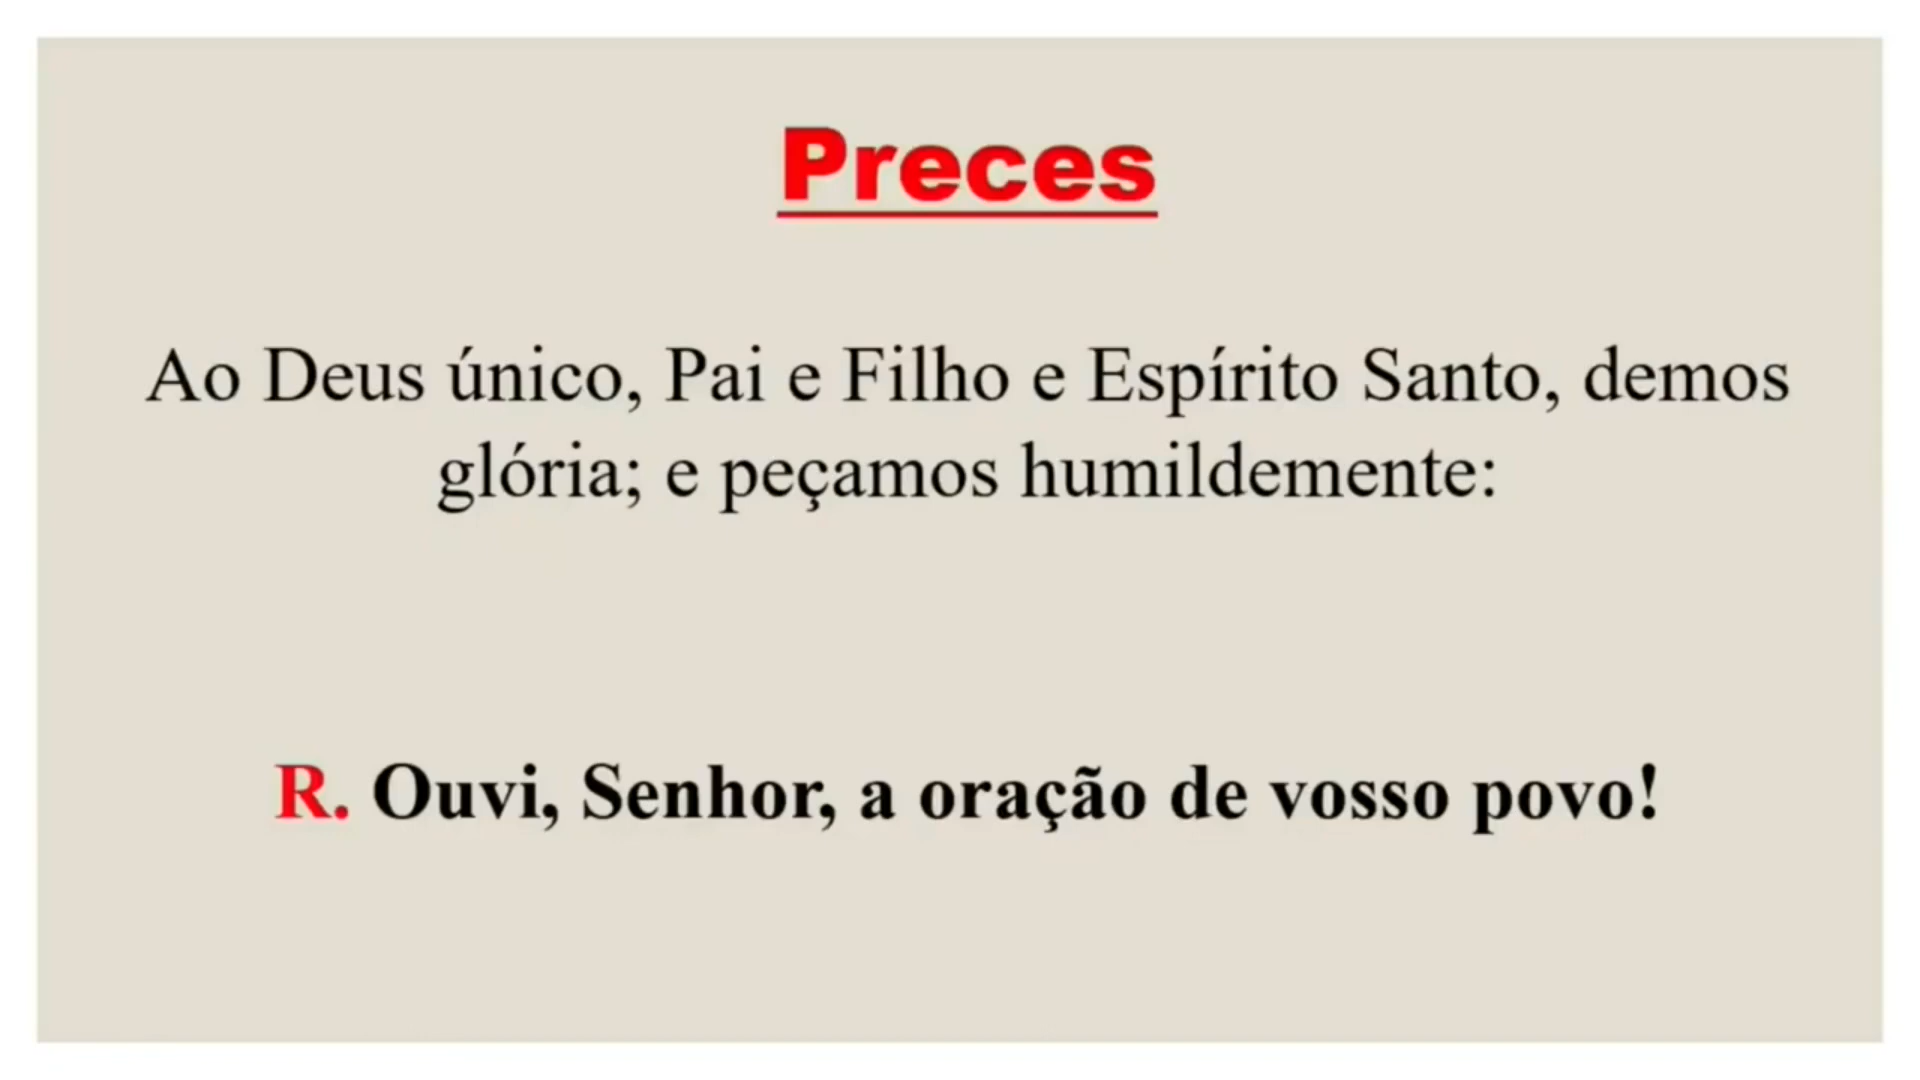 Preces
Ao Deus único, Pai e Filho e Espírito Santo, demos
glória; e peçamos humildemente:
R. Ouvi, Senhor, a oração de vosso povo!